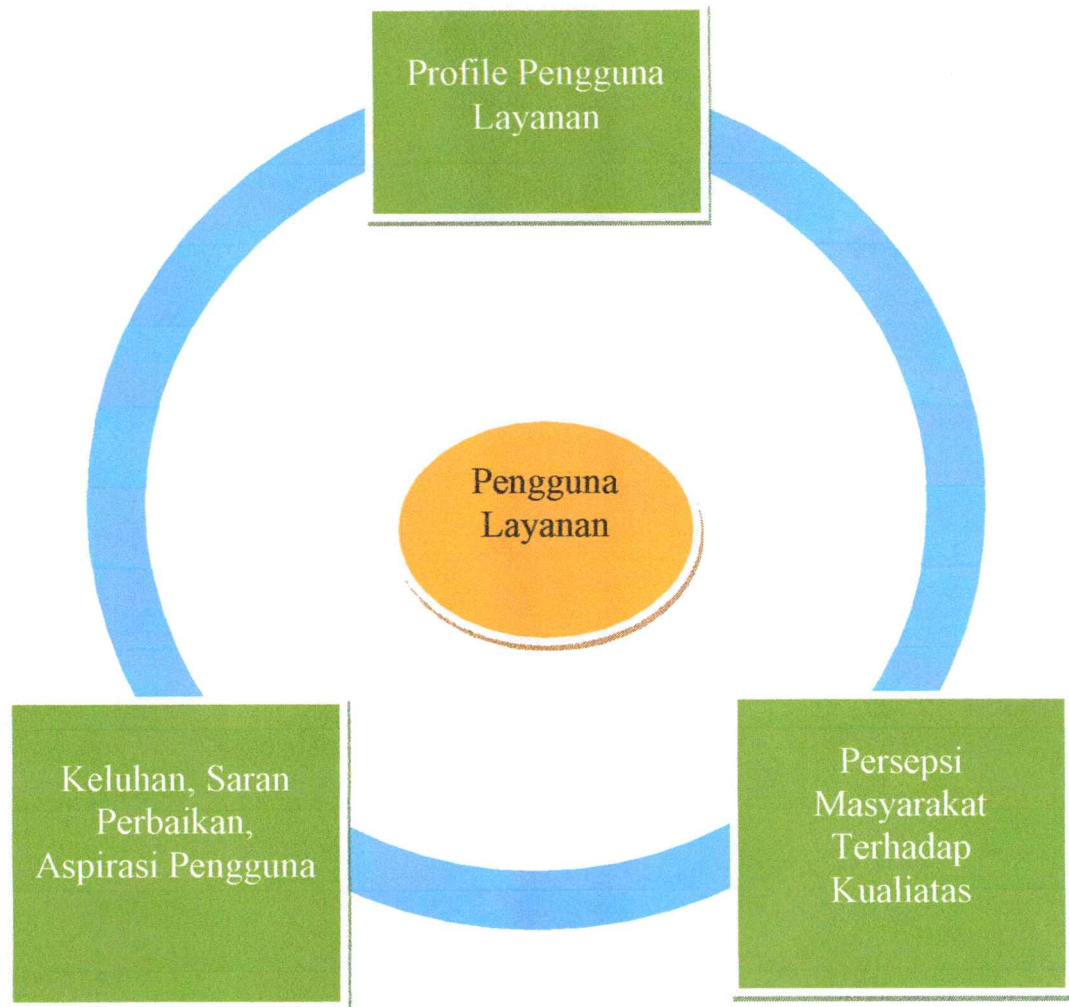 Profile Pengguna
Layanan
Pengguna
Layanan
Keluhan, Saran
Perbaikan,
Aspirasi Pengguna
Persepsi
Masyarakat
Terhadap
Kualiatas